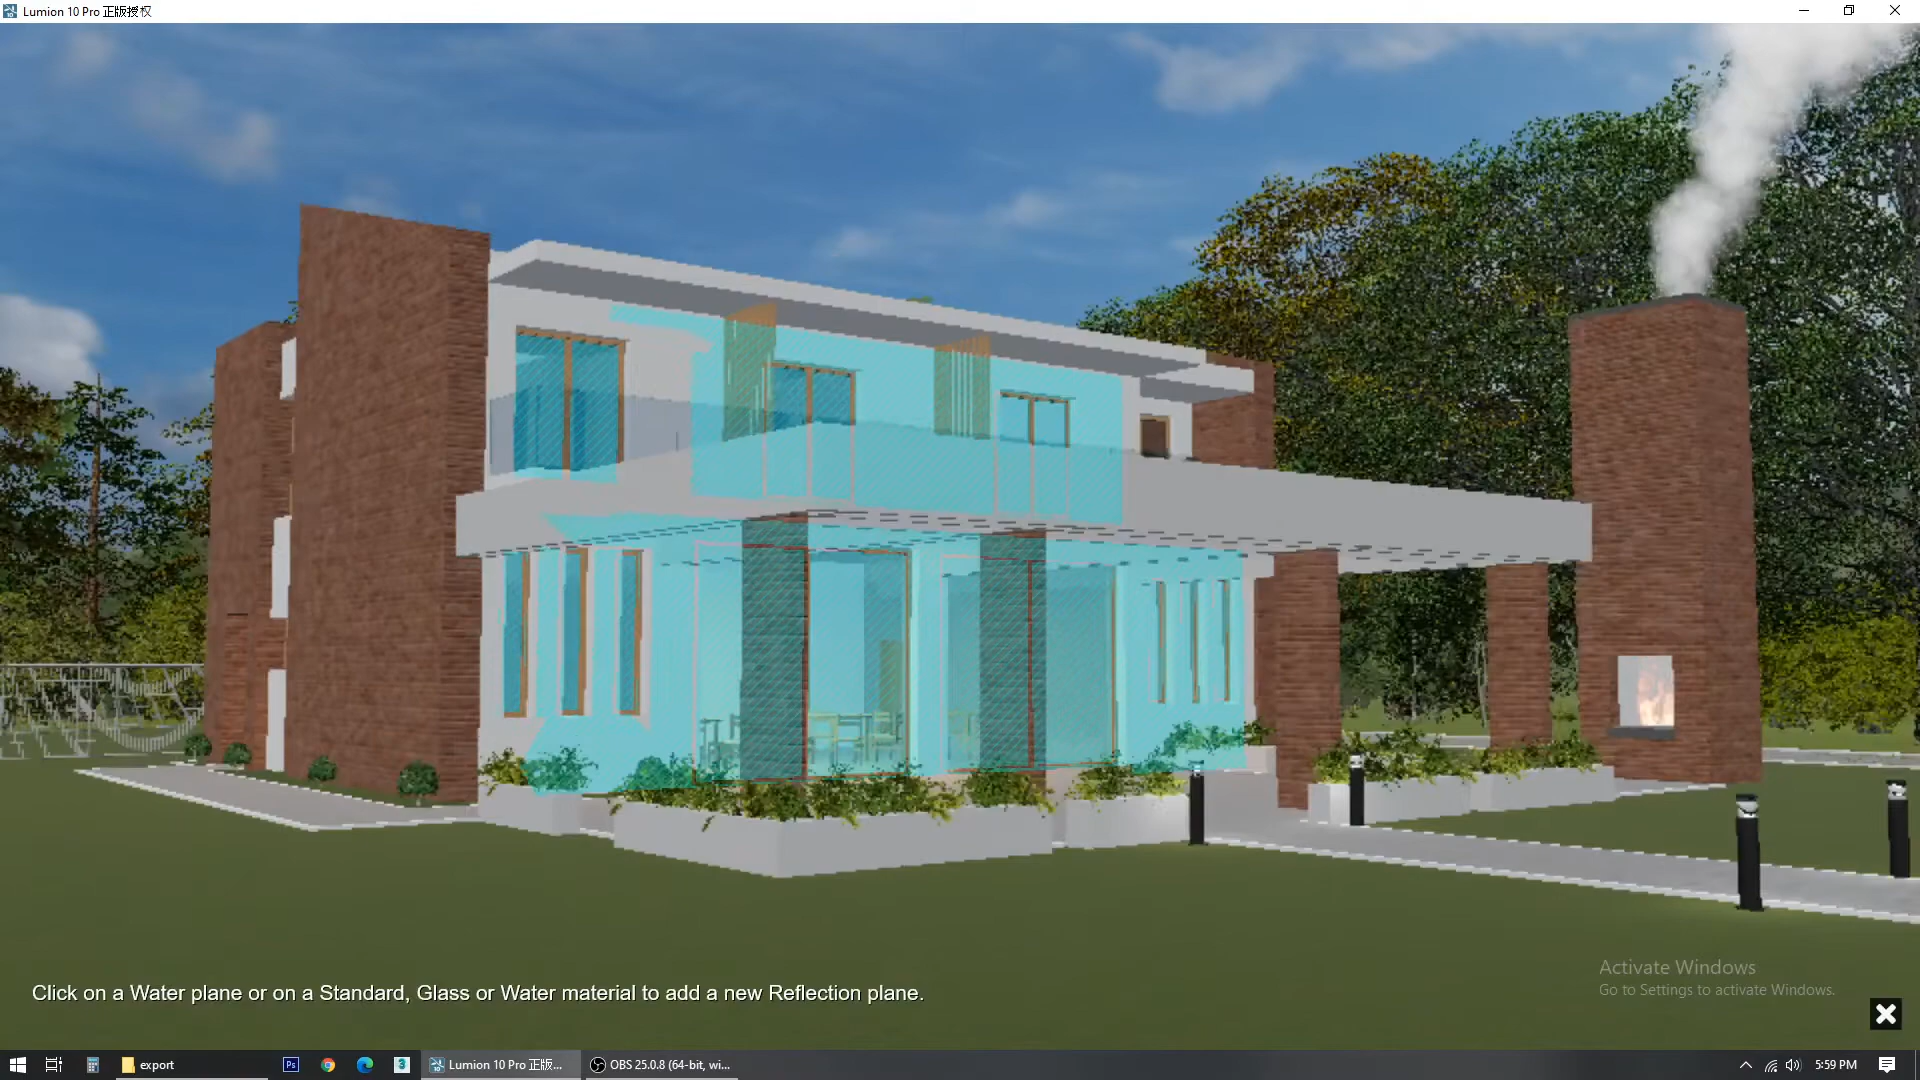 Lumion 10 Pro 正版授权
Click on a Water plane or on a Standard, Glass or Water material to add a new Reflection plane.
Activate Windows
Go to Settings to activate Windows.
export
Ps
3
Lumion 10 Pro 正版...
OBS 25.0.8 (64-bit, wi...
5:59 PM